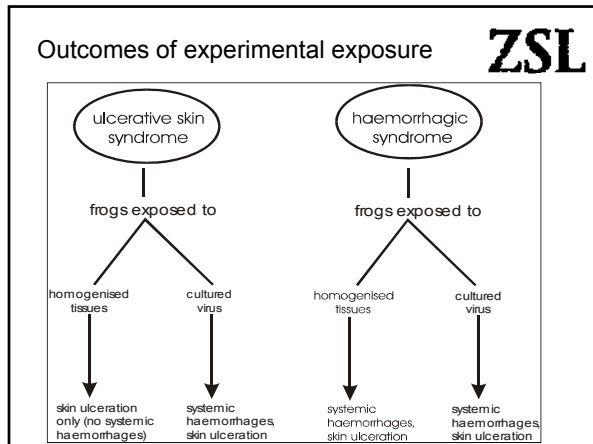 Outcomes of experimental exposure
ZSL
ulcerative skin
syndrome
frogs exposed to
homogenised
tissues
cultured
virus
skin ulceration
only (no systemic
haemorrhages)
systemic
haemorrhages,
skin ulceration
haemorrhagic
syndrome
frogs exposed to
homogenised
tissues
cultured
virus
systemic
haemorrhages,
skin ulceration
systemic
haemorrhages,
skin ulceration